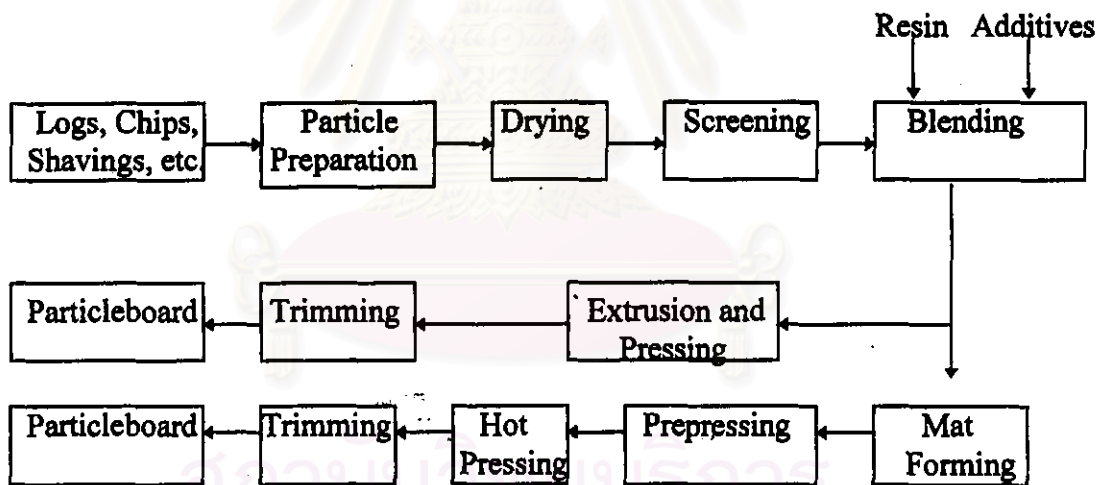 Resin Additives
Logs, Chips,
Shavings, etc.
Particle
Preparation
Drying
Screening
Blending
Particleboard
Trimming
Extrusion and
Pressing
Particleboard
Trimming
Hot
Pressing
Prepressing
Mat
Forming